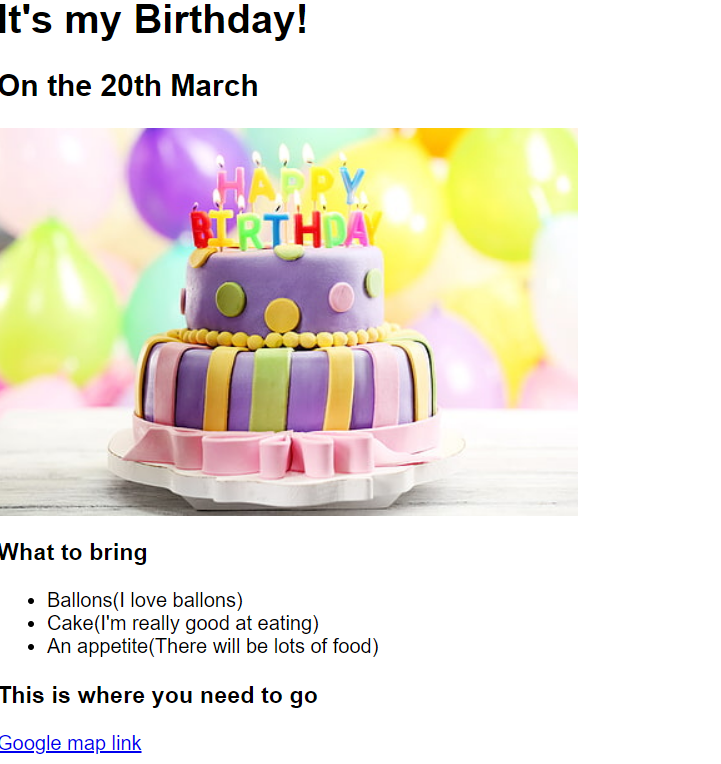 It's my Birthday!
On the 20th March
HAPPY
BIRTHDAY
What to bring
Ballons(I love ballons)
Cake(I'm really good at eating)
An appetite(There will be lots of food)
This is where you need to go
Google map link